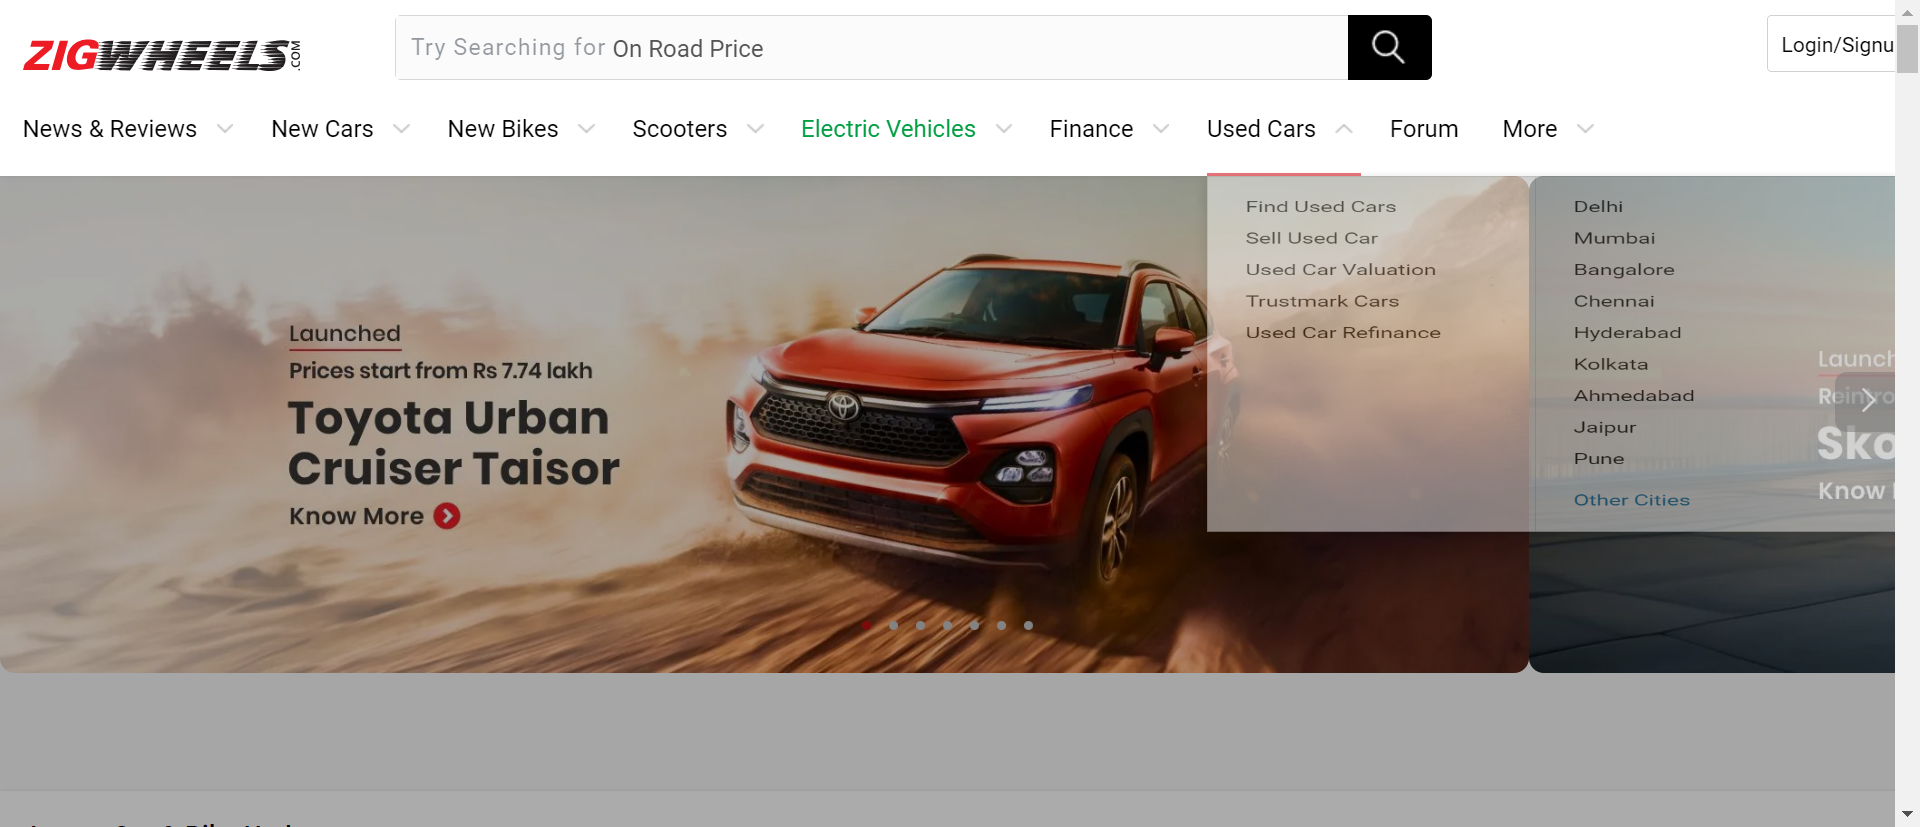 ZIGWHEELS.COM
Try Searching for On Road Price
Login/Signu
News & Reviews
New Cars
New Bikes
Scooters
Electric Vehicles
Finance
Used Cars
Forum
More
Find Used Cars
Sell Used Car
Used Car Valuation
Trustmark Cars
Used Car Refinance
Delhi
Mumbai
Bangalore
Chennai
Hyderabad
Kolkata
Ahmedabad
Jaipur
Pune
Other Cities
Launched
Prices start from Rs 7.74 lakh
Toyota Urban
Cruiser Taisor
Know More
Launch
Reintro
Sko
Know